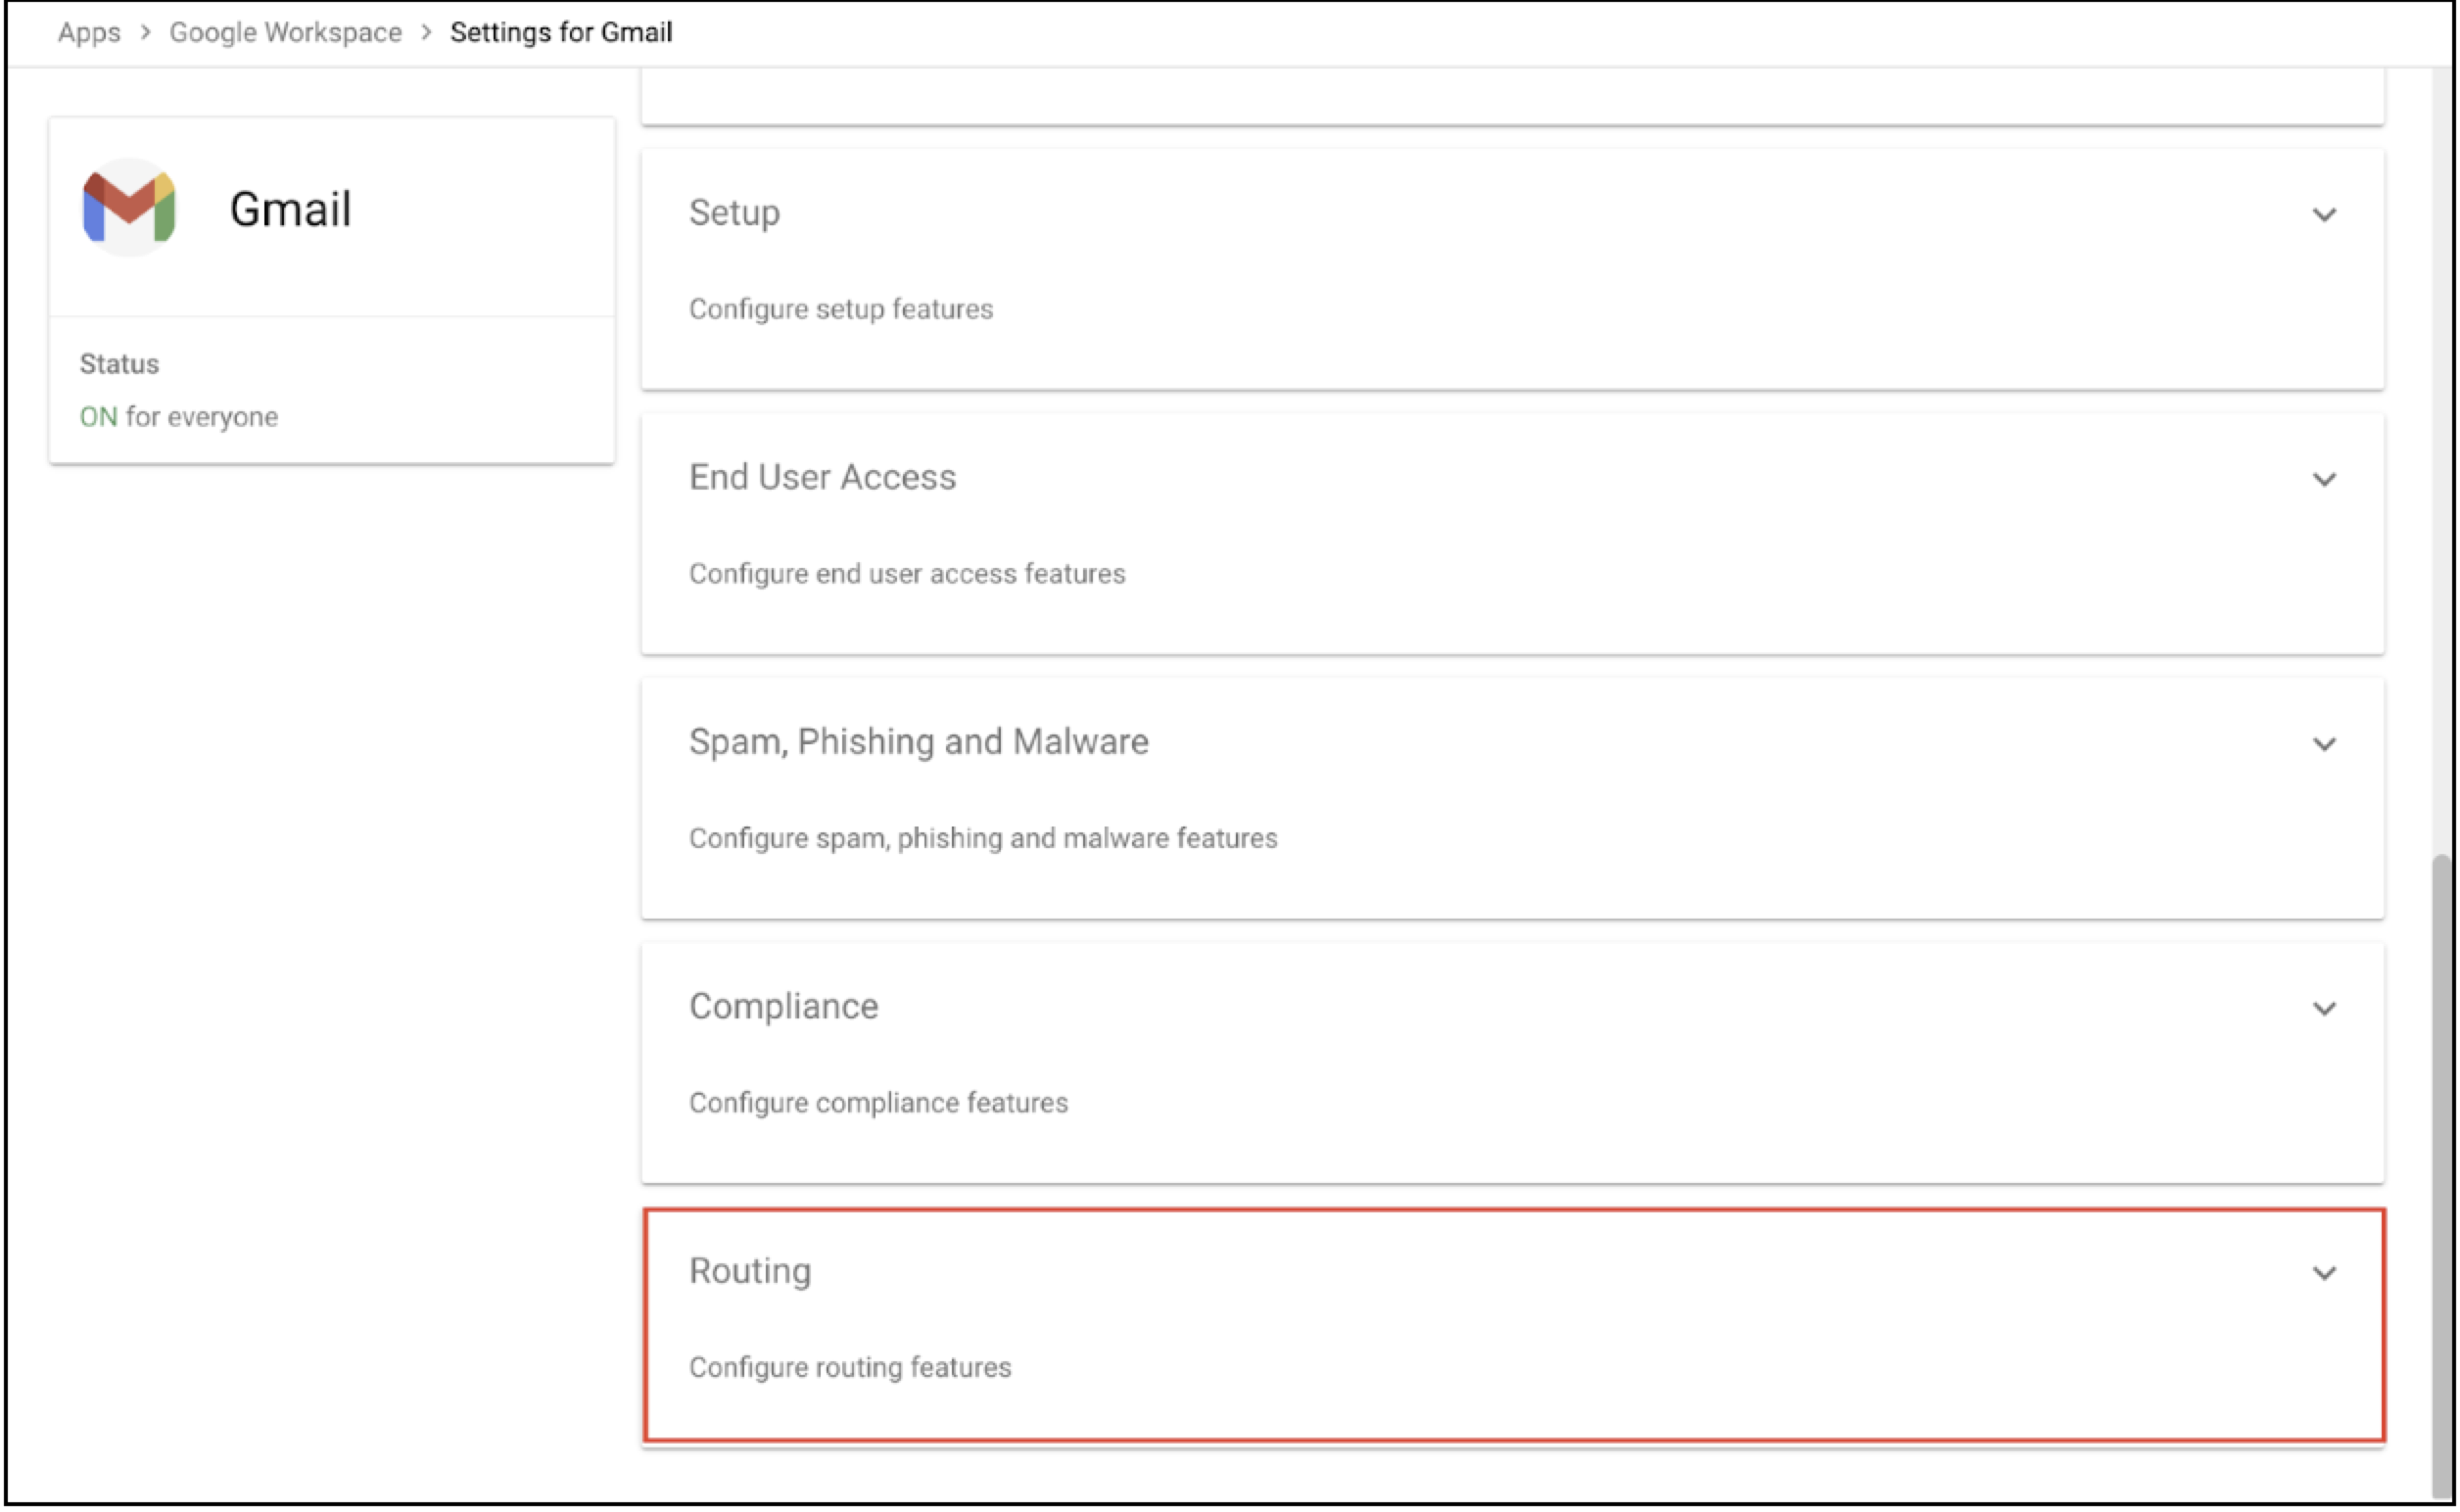 Apps > Google Workspace > Settings for Gmail
Gmail
Status
ON for everyone
Setup
Configure setup features
End User Access
Configure end user access features
Spam, Phishing and Malware
Configure spam, phishing and malware features
Compliance
Configure compliance features
Routing
Configure routing features